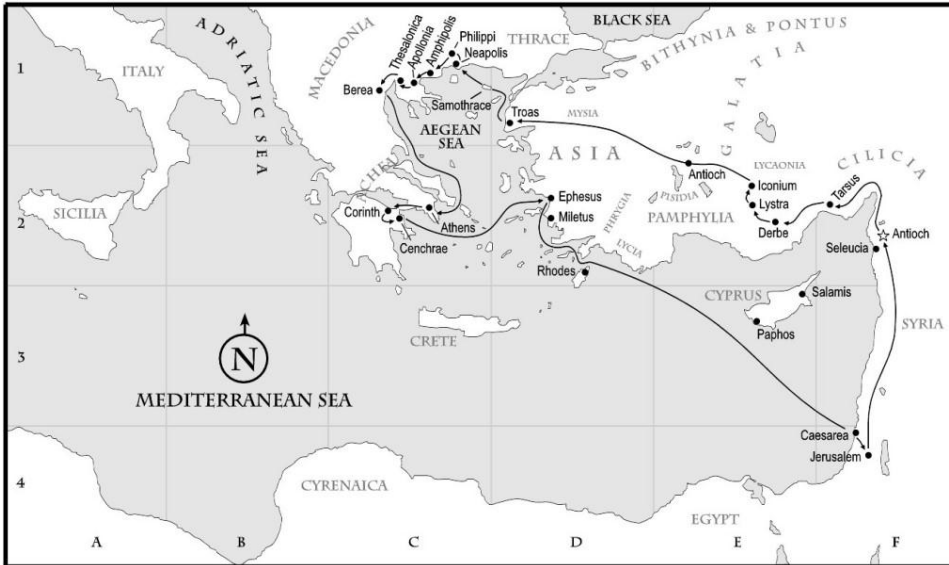 BLACK SEA
ADRIATIC SEA
MACEDONIA
Thesalonica
Apollonia
Amphipolis
Philippi
Neapolis
THRACE
BITHYNIA & PONTUS
GALATIA
1
ITALY
Berea
Samothrace
Troas
MYSIA
AEGEAN
SEA
ASIA
Antioch
LYCAONIA
CILICIA
Iconium
Tarsus
PISIDIA
Lystra
SICILIA
2
Corinth
Athens
Cenchrae
Ephesus
Miletus
PHRYGIA
PAMPHYLIA
Derbe
Antioch
LYCIA
Seleucia
Rhodes
CYPRUS
Salamis
Paphos
SYRIA
CRETE
3
N
MEDITERRANEAN SEA
Caesarea
Jerusalem
4
CYRENAICA
EGYPT
A
B
C
D
E
F